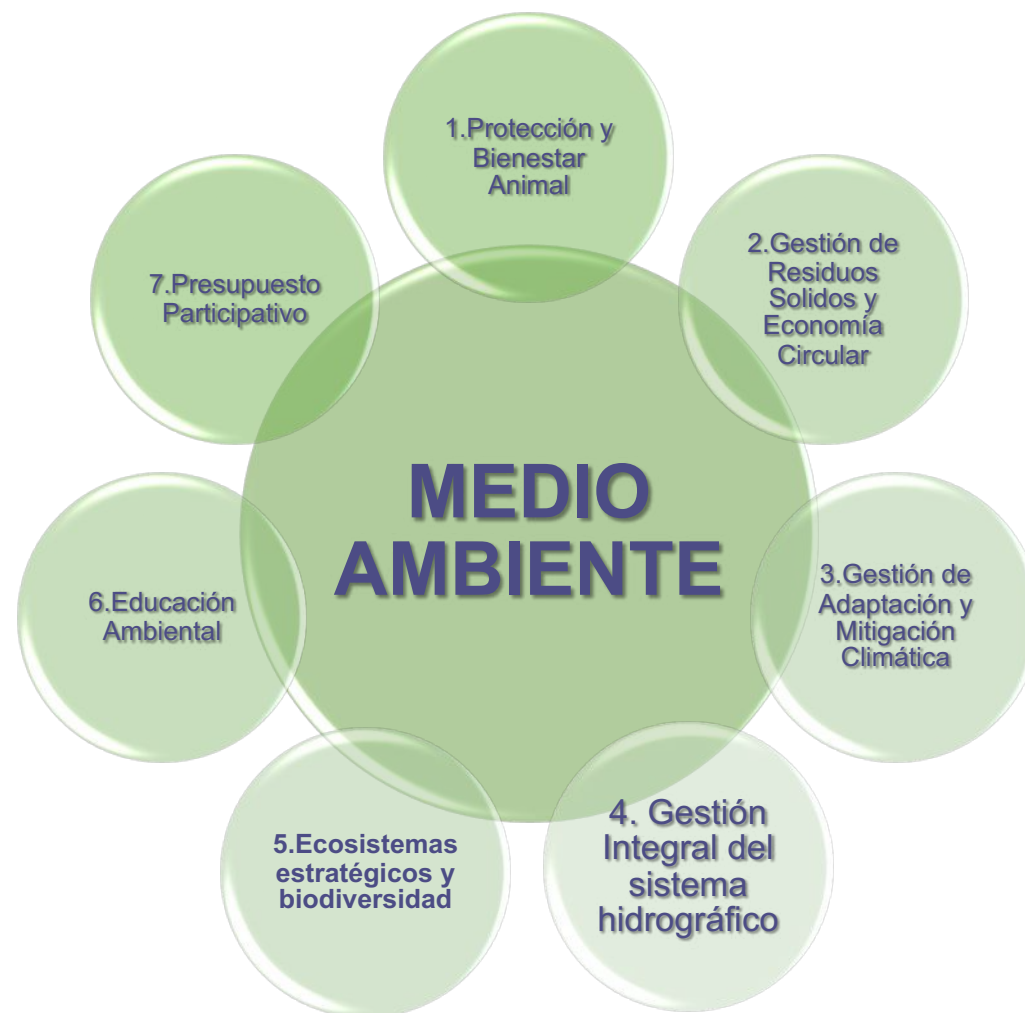 1.Protección y
Bienestar
Animal
2.Gestión de
Residuos
Solidos y
Economía
Circular
3.Gestión de
Adaptación y
Mitigación
Climática
4. Gestión
Integral del
sistema
hidrográfico
5.Ecosistemas
estratégicos y
biodiversidad
6.Educación
Ambiental
7.Presupuesto
Participativo
MEDIO
AMBIENTE